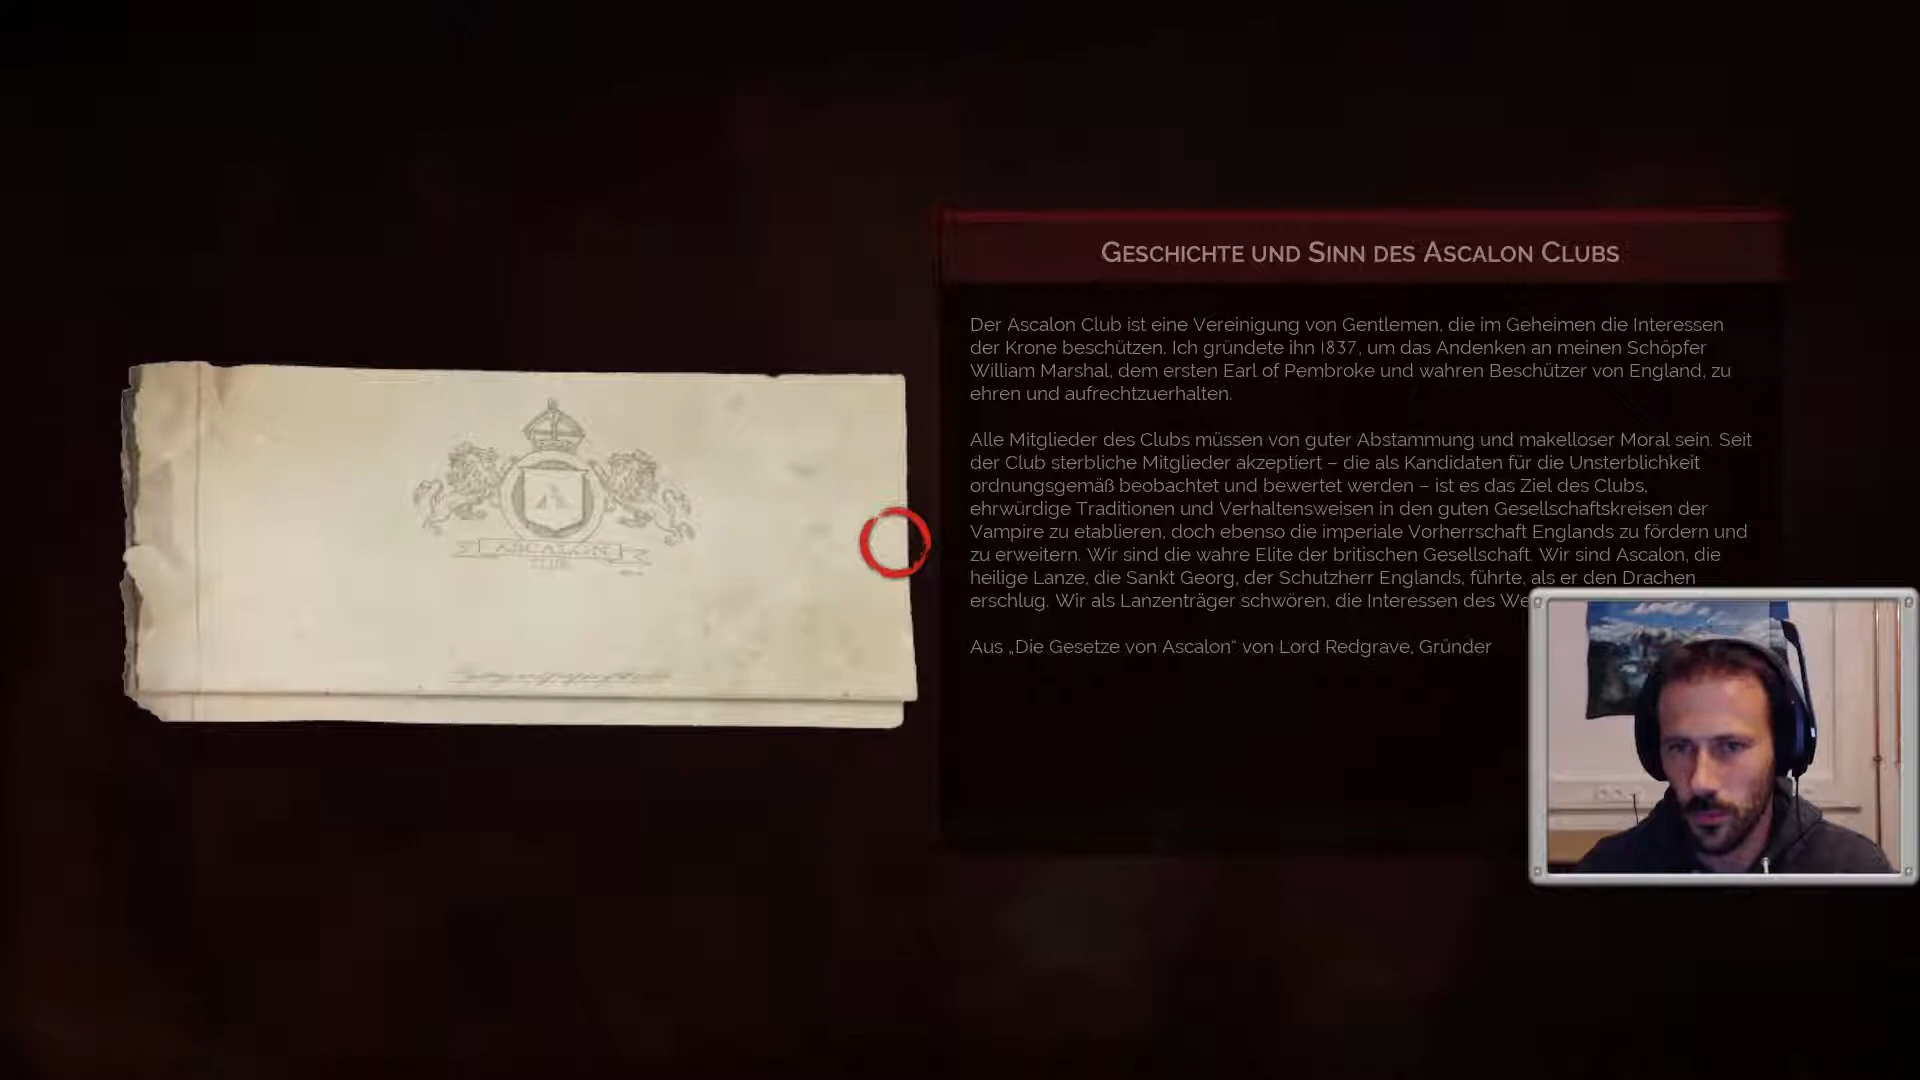 GESCHICHTE UND SINN DES ASCALON CLUBS
Der Ascalon Club ist eine Vereinigung von Gentlemen, die im Geheimen die Interessen
der Krone beschützen. Ich gründete ihn 1837, um das Andenken an meinen Schöpfer
William Marshal, dem ersten Earl of Pembroke und wahren Beschützer von England, zu
ehren und aufrechtzuerhalten.
Alle Mitglieder des Clubs müssen von guter Abstammung und makelloser Moral sein. Seit
der Club sterbliche Mitglieder akzeptiert – die als Kandidaten für die Unsterblichkeit
ordnungsgemäß beobachtet und bewertet werden – ist es das Ziel des Clubs,
ehrwürdige Traditionen und Verhaltensweisen in den guten Gesellschaftskreisen der
Vampire zu etablieren, doch ebenso die imperiale Vorherrschaft Englands zu fördern und
zu erweitern. Wir sind die wahre Elite der britischen Gesellschaft. Wir sind Ascalon, die
heilige Lanze, die Sankt Georg, der Schutzherr Englands, führte, als er den Drachen
erschlug. Wir als Lanzenträger schwören, die Interessen des We
Aus „Die Gesetze von Ascalon“ von Lord Redgrave, Gründer
A
ASCALON
CLUB